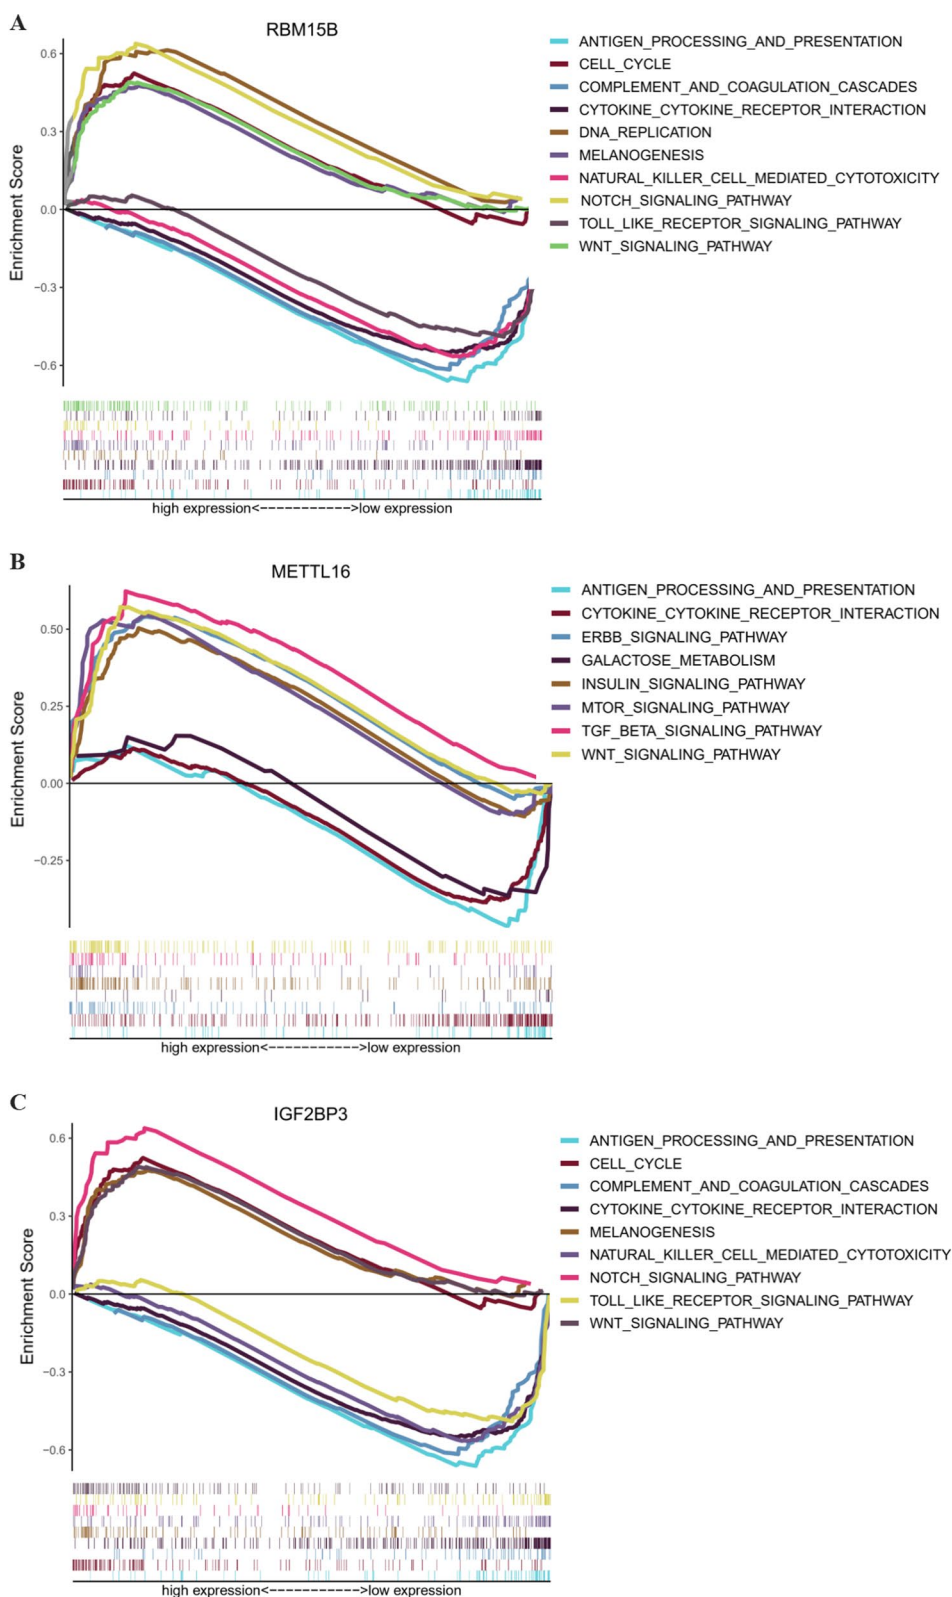 A
RBM15B
Enrichment Score
0.6
0.3
0.0
−0.3
−0.6
ANTIGEN_PROCESSING_AND_PRESENTATION
CELL_CYCLE
COMPLEMENT_AND_COAGULATION_CASCADES
CYTOKINE_CYTOKINE_RECEPTOR_INTERACTION
DNA_REPLICATION
MELANOGENESIS
NATURAL_KILLER_CELL_MEDIATED_CYTOTOXICITY
NOTCH_SIGNALING_PATHWAY
TOLL_LIKE_RECEPTOR_SIGNALING_PATHWAY
WNT_SIGNALING_PATHWAY
high expression<------------>low expression
B
METTL16
Enrichment Score
0.50
0.25
0.00
−0.25
ANTIGEN_PROCESSING_AND_PRESENTATION
CYTOKINE_CYTOKINE_RECEPTOR_INTERACTION
ERBB_SIGNALING_PATHWAY
GALACTOSE_METABOLISM
INSULIN_SIGNALING_PATHWAY
MTOR_SIGNALING_PATHWAY
TGF_BETA_SIGNALING_PATHWAY
WNT_SIGNALING_PATHWAY
high expression<------------>low expression
C
IGF2BP3
Enrichment Score
0.6
0.3
0.0
−0.3
−0.6
ANTIGEN_PROCESSING_AND_PRESENTATION
CELL_CYCLE
COMPLEMENT_AND_COAGULATION_CASCADES
CYTOKINE_CYTOKINE_RECEPTOR_INTERACTION
MELANOGENESIS
NATURAL_KILLER_CELL_MEDIATED_CYTOTOXICITY
NOTCH_SIGNALING_PATHWAY
TOLL_LIKE_RECEPTOR_SIGNALING_PATHWAY
WNT_SIGNALING_PATHWAY
high expression<------------>low expression